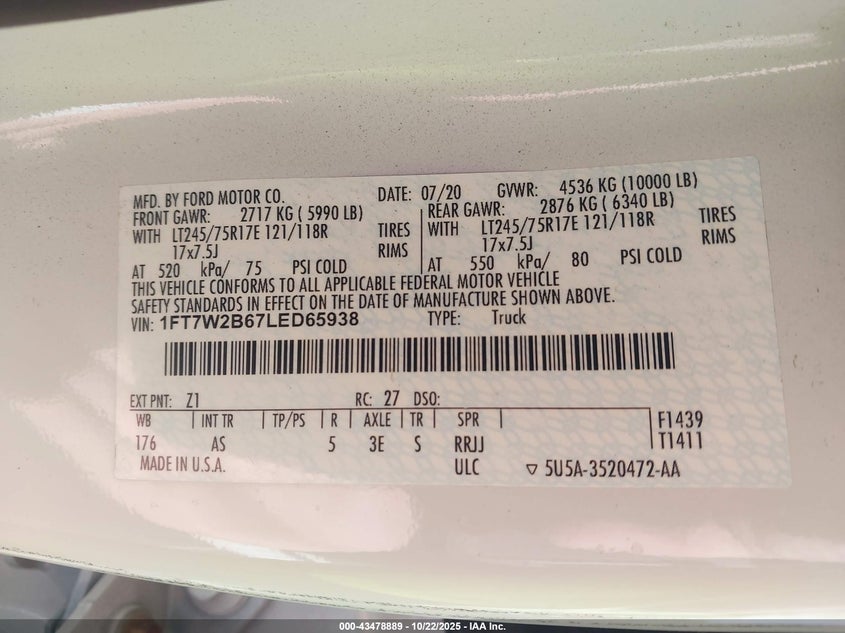 MFD. BY FORD MOTOR CO. DATE: 07/20 GVWR: 4536 KG (10000 LB)
FRONT GAWR: 2717 KG ( 5990 LB) REAR GAWR: 2876 KG ( 6340 LB)
WITH LT245/75R17E 121/118R TIRES WITH LT245/75R17E 121/118R TIRES
17x7.5J RIMS 17x7.5J RIMS
AT 520 kPa/ 75 PSI COLD AT 550 kPa/ 80 PSI COLD
THIS VEHICLE CONFORMS TO ALL APPLICABLE FEDERAL MOTOR VEHICLE
SAFETY STANDARDS IN EFFECT ON THE DATE OF MANUFACTURE SHOWN ABOVE.
VIN: 1FT7W2B67LED65938 TYPE: Truck
EXT PNT: Z1 RC: 27 DSO:
WB INT TR TP/PS R AXLE TR SPR F1439
176 AS 5 3E S RRJJ T1411
MADE IN U.S.A. ULC 5U5A-3520472-AA
000-43478889 - 10/22/2025 - IAA Inc.